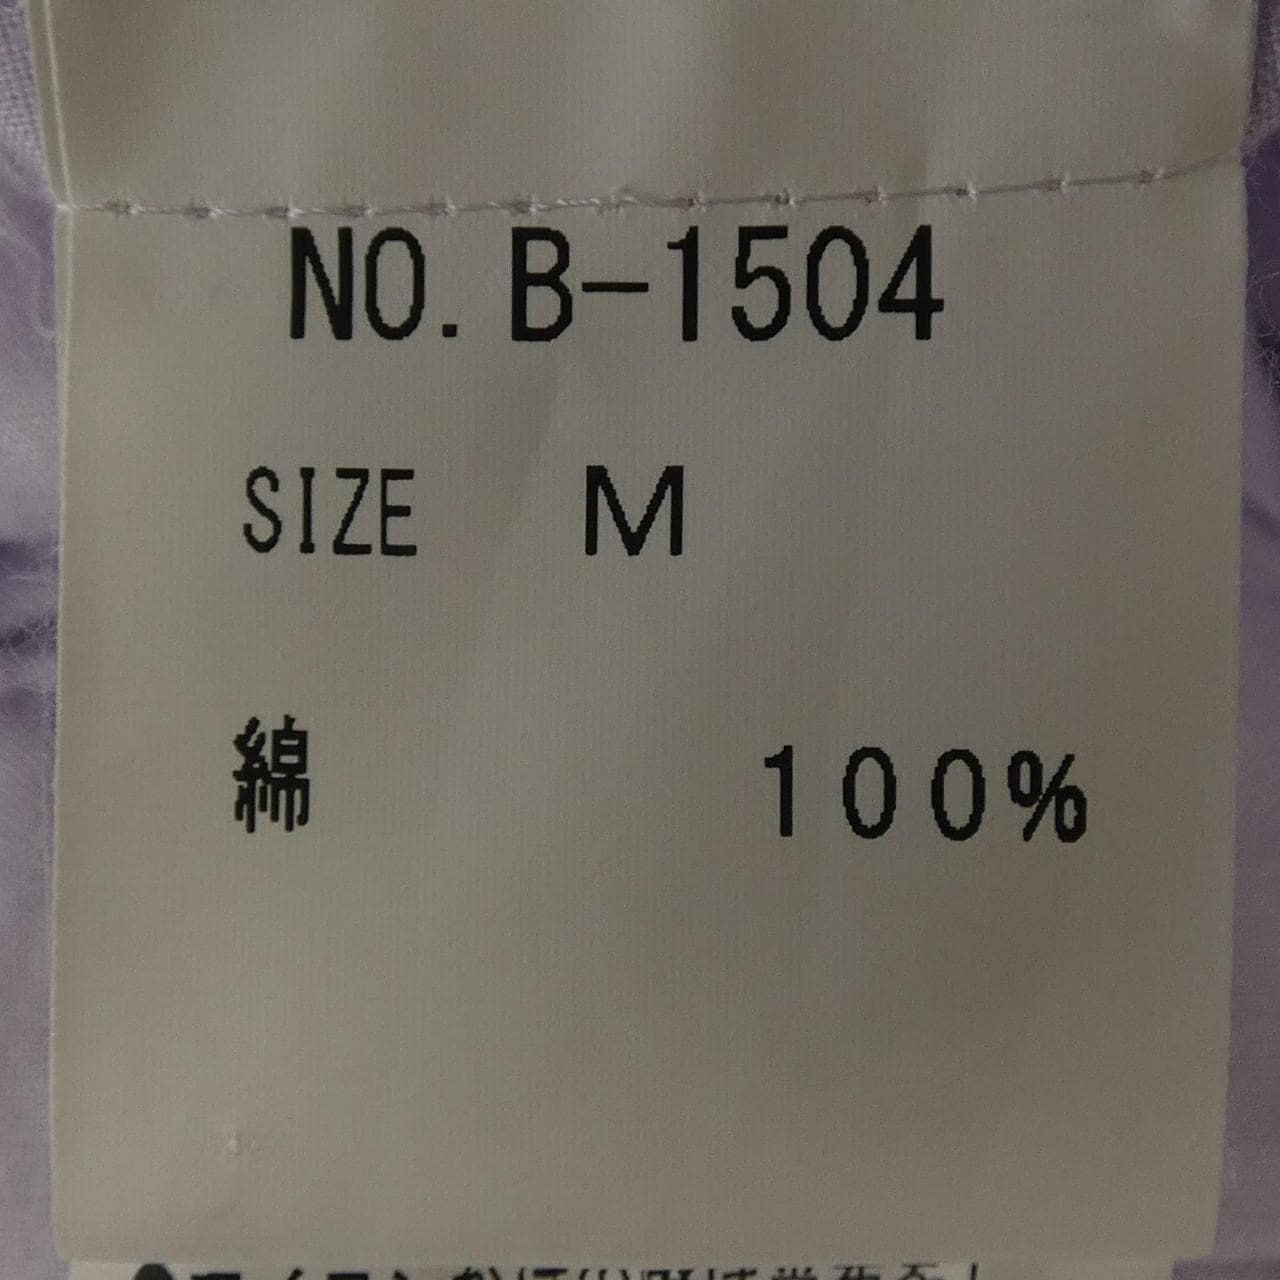 NO. B-1504
SIZE M
綿 100%